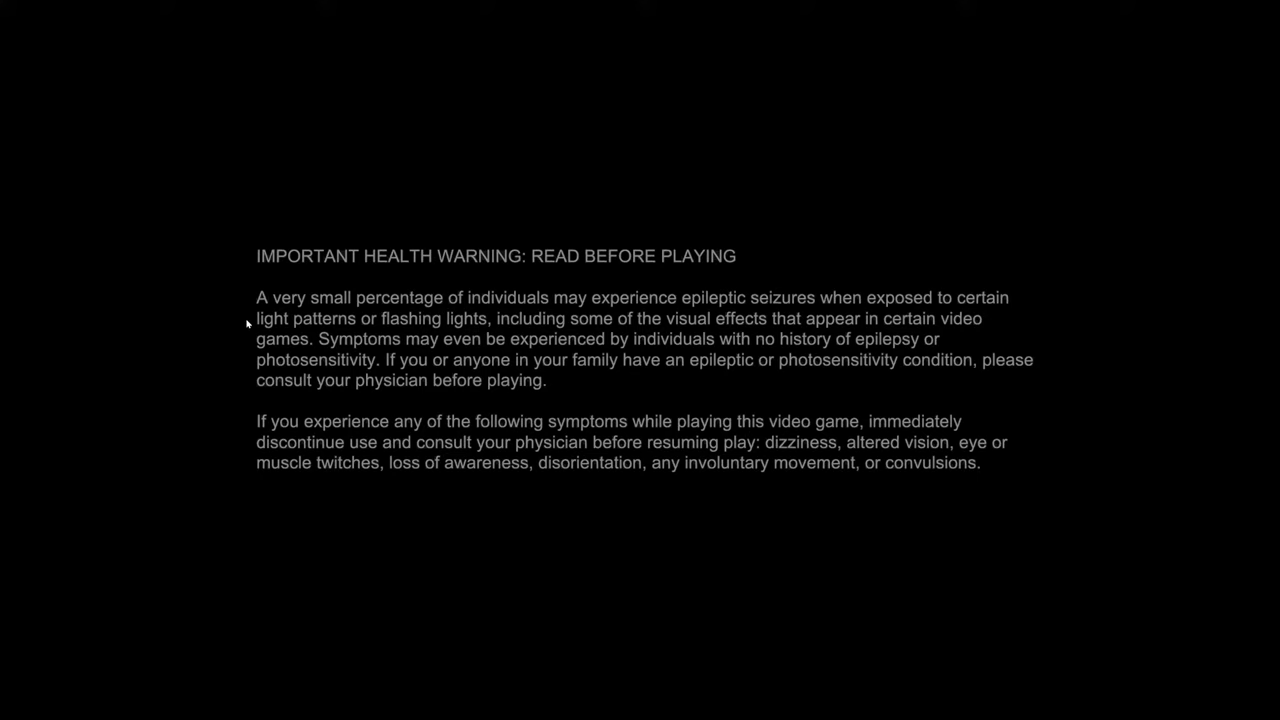 IMPORTANT HEALTH WARNING: READ BEFORE PLAYING
A very small percentage of individuals may experience epileptic seizures when exposed to certain
light patterns or flashing lights, including some of the visual effects that appear in certain video
games. Symptoms may even be experienced by individuals with no history of epilepsy or
photosensitivity. If you or anyone in your family have an epileptic or photosensitivity condition, please
consult your physician before playing.
If you experience any of the following symptoms while playing this video game, immediately
discontinue use and consult your physician before resuming play: dizziness, altered vision, eye or
muscle twitches, loss of awareness, disorientation, any involuntary movement, or convulsions.